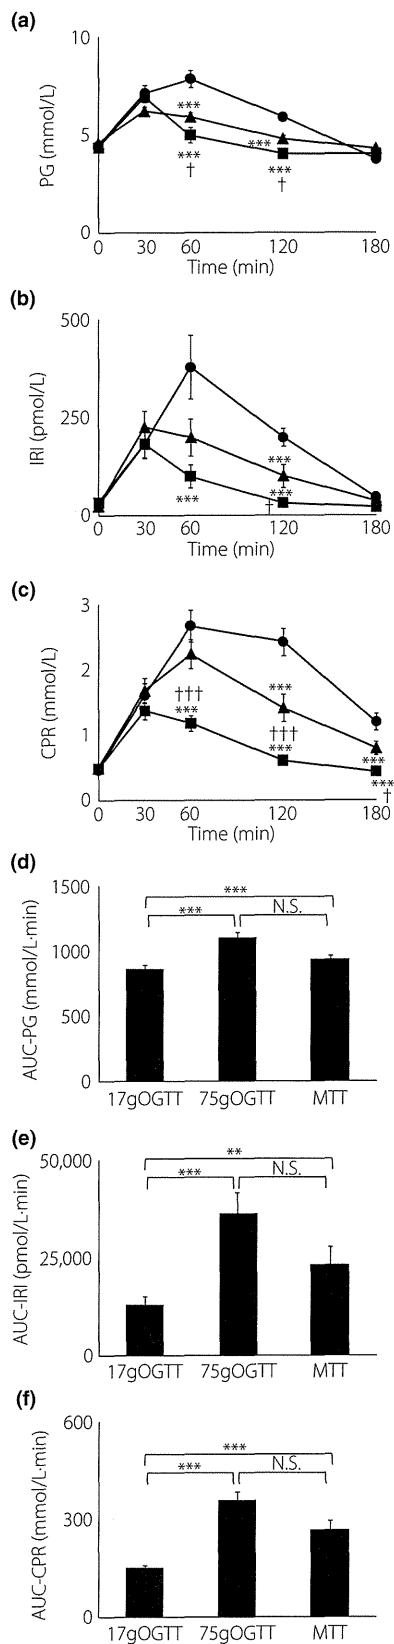 (a)
10
***
5
***
***
†
***
†
0
0 30 60 120 180
PG (mmol/L)
Time (min)
(b)
500
250
***
***
***
†
0
0 30 60 120 180
IRI (pmol/L)
Time (min)
(c)
3
2
†††
***
***
†††
***
1
***
***
†
0
0 30 60 120 180
CPR (mmol/L)
Time (min)
(d)
1500
***
***
N.S.
1000
500
0
17gOGTT 75gOGTT MTT
AUC-PG (mmol/L·min)
(e)
50,000
**
***
N.S.
25,000
0
17gOGTT 75gOGTT MTT
AUC-IRI (pmol/L·min)
(f)
600
***
***
N.S.
300
0
17gOGTT 75gOGTT MTT
AUC-CPR (mmol/L·min)